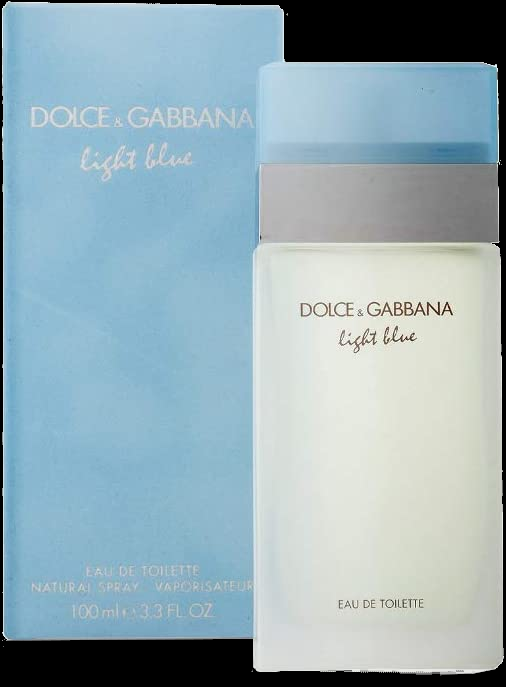 DOLCE & GABBANA
light blue
EAU DE TOILETTE
NATURAL SPRAY - VAPORISATEUR
100 ml ℮ 3.3 FL.OZ
DOLCE & GABBANA
light blue
EAU DE TOILETTE